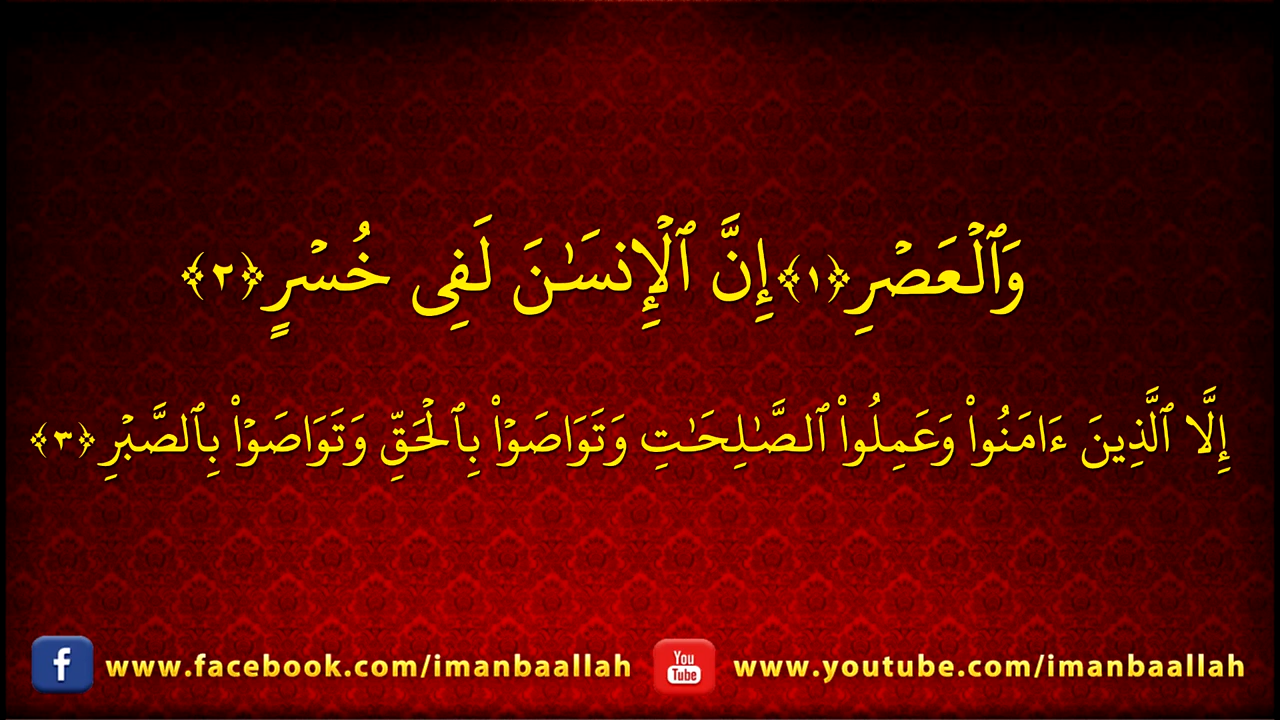 وَٱلۡعَصۡرِ﴿١﴾إِنَّ ٱلۡإِنسَـٰنَ لَفِى خُسۡرٍ﴿٢﴾
إِلَّا ٱلَّذِينَ ءَامَنُواْ وَعَمِلُواْ ٱلصَّـٰلِحَـٰتِ وَتَوَاصَوۡاْ بِٱلۡحَقِّ وَتَوَاصَوۡاْ بِٱلصَّبۡرِ﴿٣﴾
f www.facebook.com/imanbaallah You Tube www.youtube.com/imanbaallah